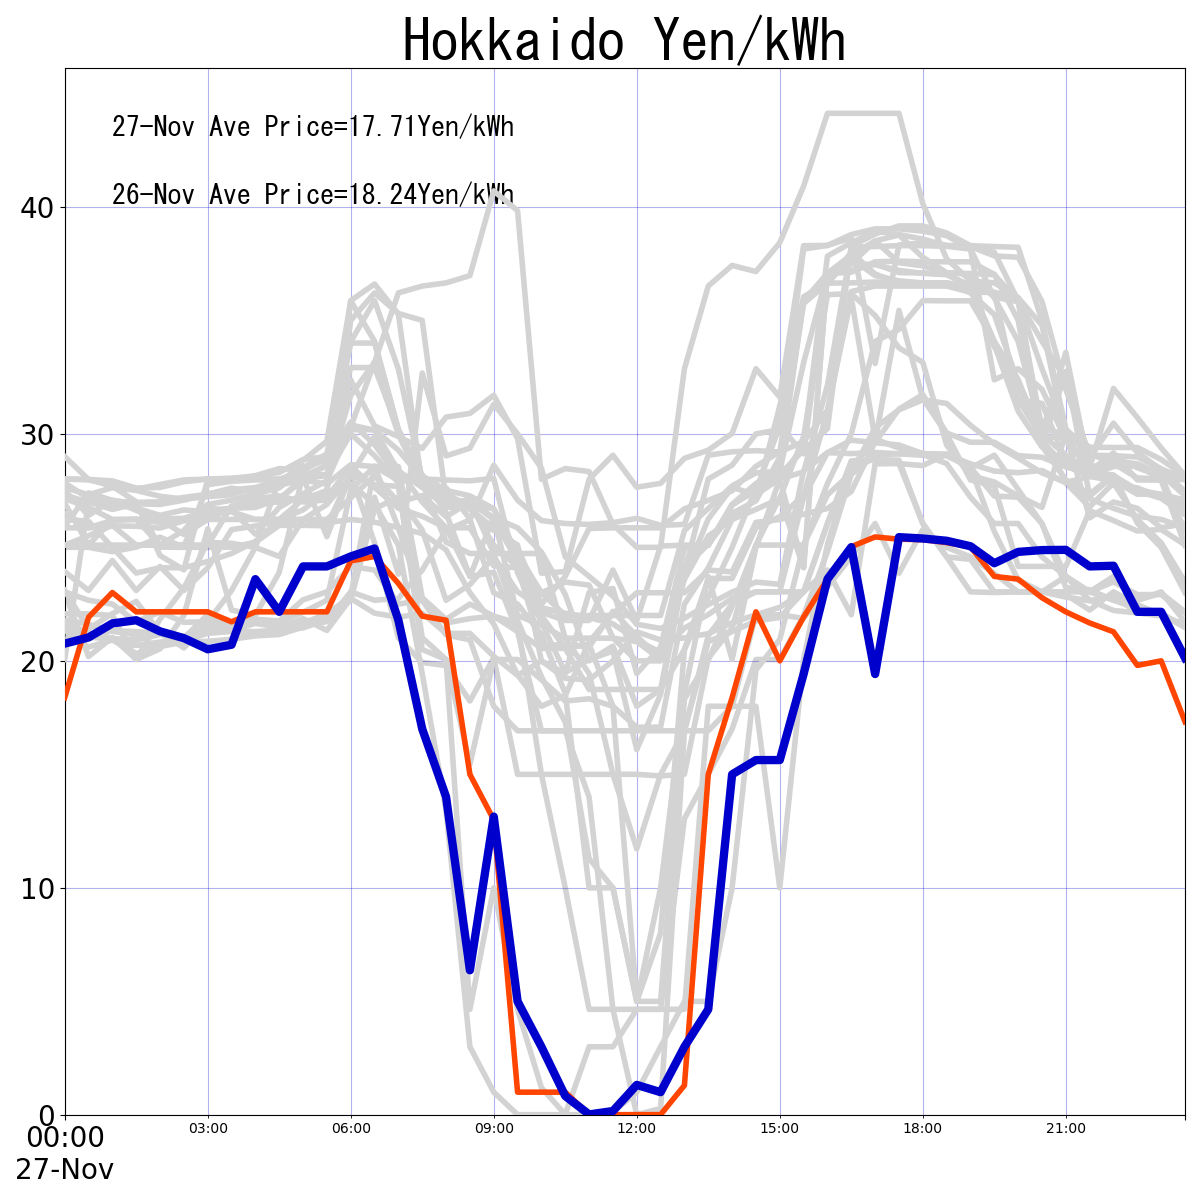 Hokkaido Yen/kWh
27-Nov Ave Price=17.71Yen/kWh
26-Nov Ave Price=18.24Yen/kWh
40
30
20
10
0
00:00 03:00 06:00 09:00 12:00 15:00 18:00 21:00
27-Nov